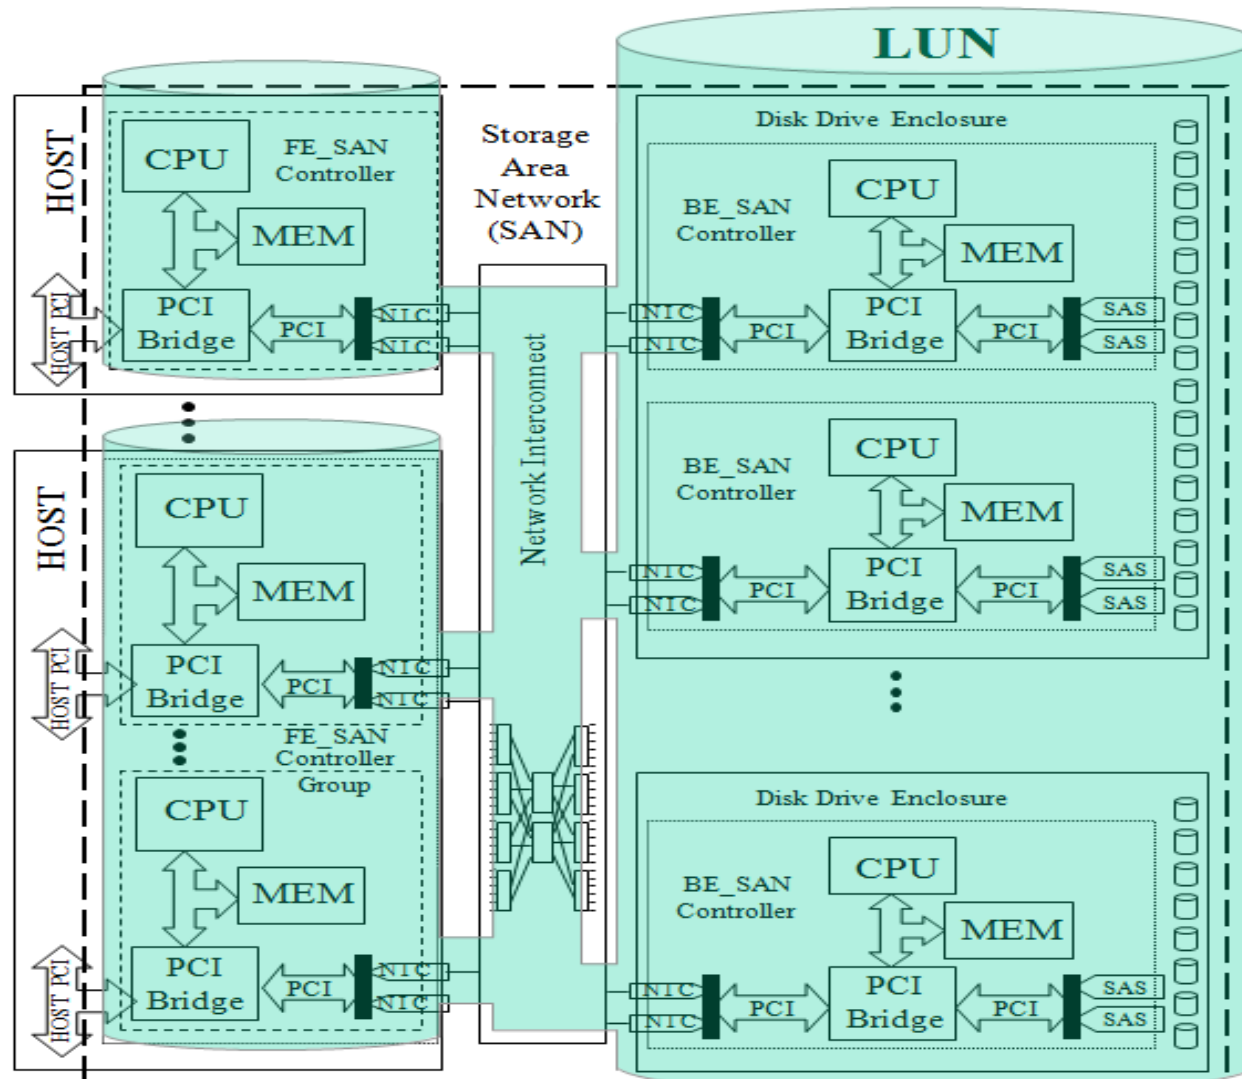 LUN
HOST
CPU
FE_SAN
Controller
MEM
HOST PCI
PCI
Bridge
PCI
NIC
NIC
Storage
Area
Network
(SAN)
Network Interconnect
Disk Drive Enclosure
CPU
BE_SAN
Controller
MEM
NIC
NIC
PCI
PCI
Bridge
PCI
SAS
SAS
CPU
BE_SAN
Controller
MEM
NIC
NIC
PCI
PCI
Bridge
PCI
SAS
SAS
HOST
CPU
MEM
HOST PCI
PCI
Bridge
PCI
NIC
NIC
FE_SAN
Controller
Group
CPU
MEM
HOST PCI
PCI
Bridge
PCI
NIC
NIC
Disk Drive Enclosure
CPU
BE_SAN
Controller
MEM
NIC
NIC
PCI
PCI
Bridge
PCI
SAS
SAS